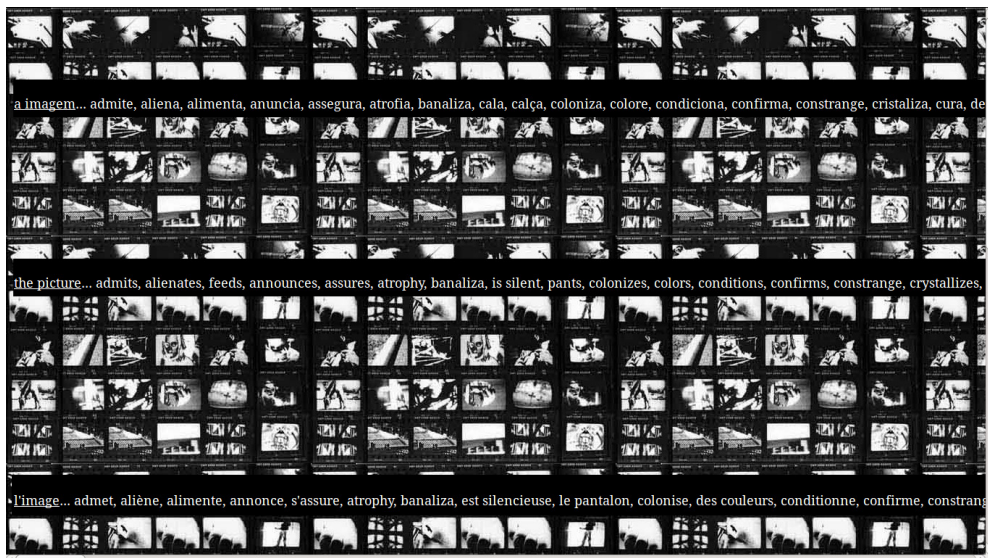 a imagem... admite, aliena, alimenta, anuncia, assegura, atrofia, banaliza, cala, calça, coloniza, colore, condiciona, confirma, constrange, cristaliza, cura, de
the picture... admits, alienates, feeds, announces, assures, atrophy, banaliza, is silent, pants, colonizes, colors, conditions, confirms, constrange, crystallizes,
l'image... admet, aliène, alimente, annonce, s'assure, atrophy, banaliza, est silencieuse, le pantalon, colonise, des couleurs, conditionne, confirme, constrang